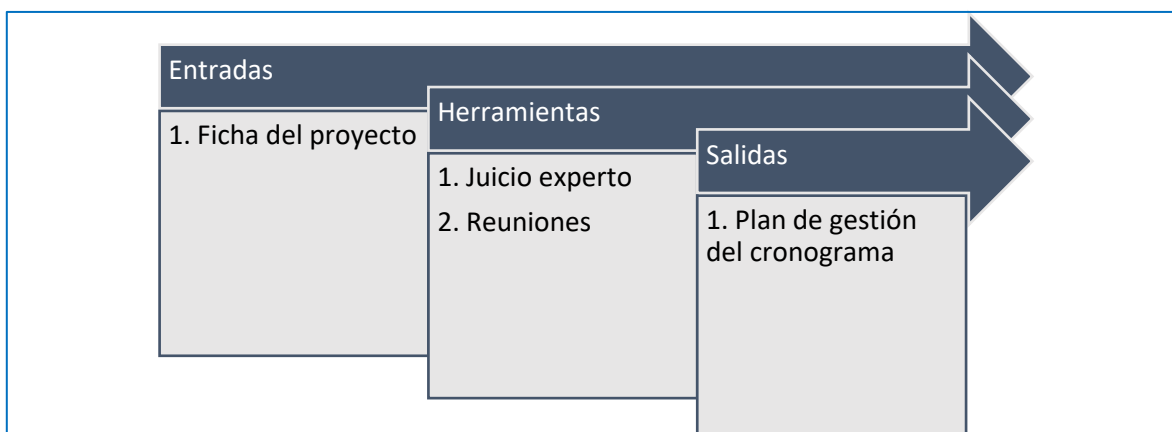 Entradas
1. Ficha del proyecto
Herramientas
1. Juicio experto
2. Reuniones
Salidas
1. Plan de gestión
del cronograma